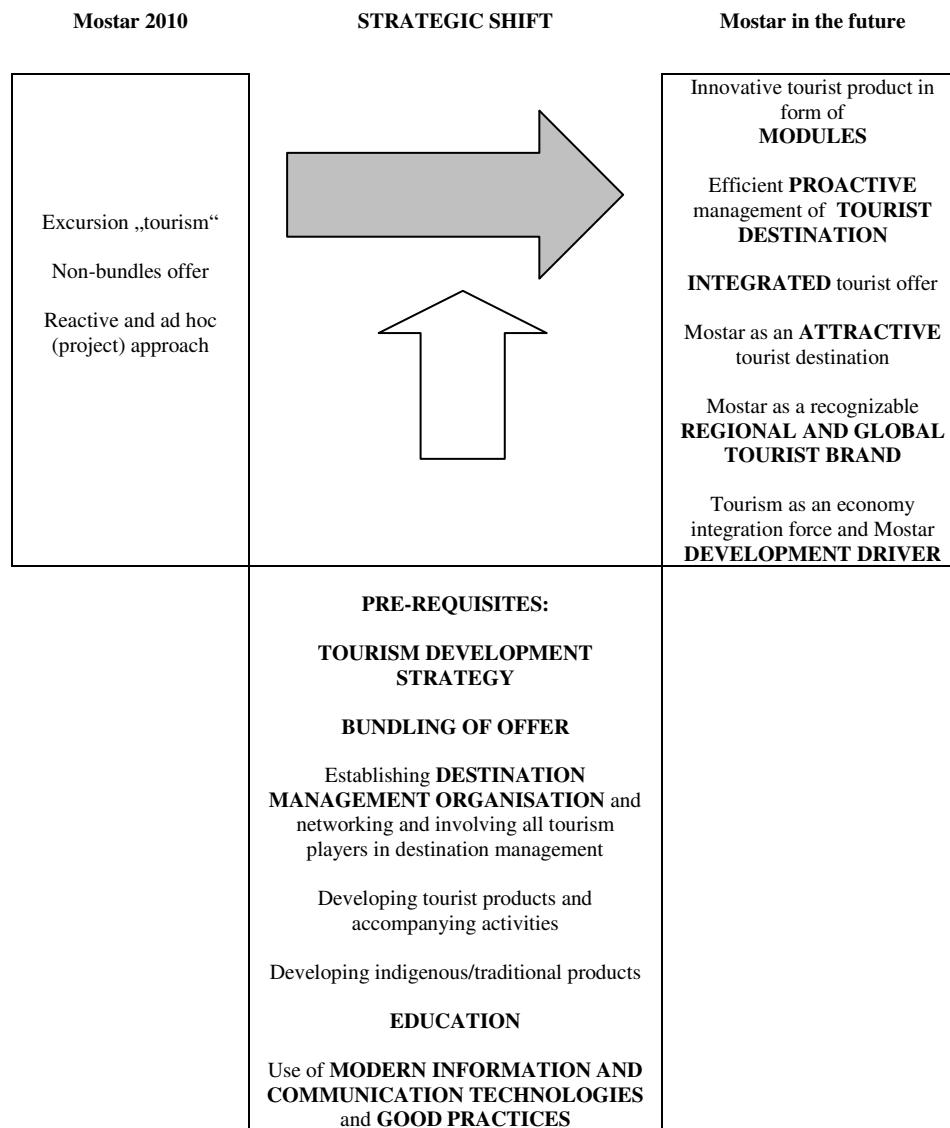 Mostar 2010
STRATEGIC SHIFT
Mostar in the future
Excursion „tourism“
Non-bundles offer
Reactive and ad hoc
(project) approach
Innovative tourist product in
form of
MODULES
Efficient PROACTIVE
management of TOURIST
DESTINATION
INTEGRATED tourist offer
Mostar as an ATTRACTIVE
tourist destination
Mostar as a recognizable
REGIONAL AND GLOBAL
TOURIST BRAND
Tourism as an economy
integration force and Mostar
DEVELOPMENT DRIVER
PRE-REQUISITES:
TOURISM DEVELOPMENT
STRATEGY
BUNDLING OF OFFER
Establishing DESTINATION
MANAGEMENT ORGANISATION and
networking and involving all tourism
players in destination management
Developing tourist products and
accompanying activities
Developing indigenous/traditional products
EDUCATION
Use of MODERN INFORMATION AND
COMMUNICATION TECHNOLOGIES
and GOOD PRACTICES